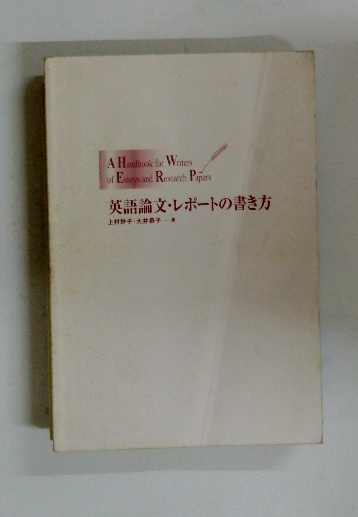 A Handbook for Writers
of Essays and Research Papers
英語論文・レポートの書き方
上村妙子・大井恭子——著